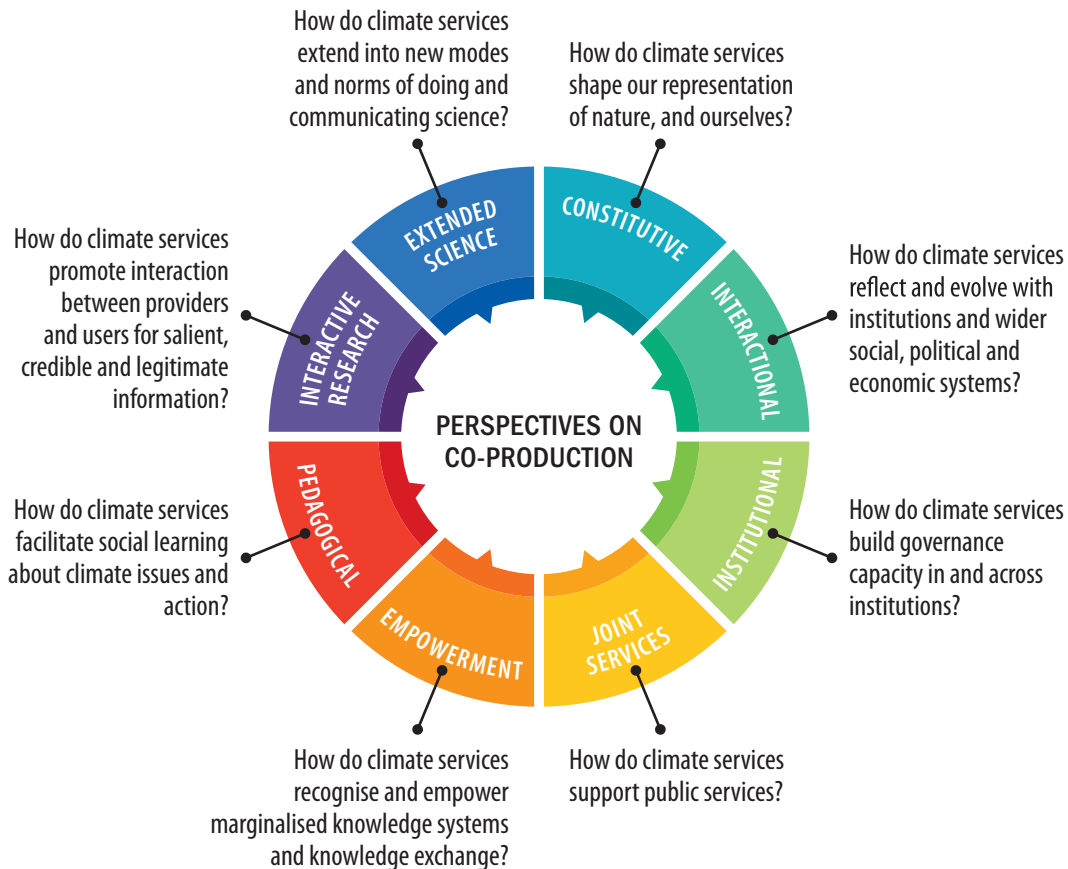 How do climate services
extend into new modes
and norms of doing and
communicating science?
How do climate services
shape our representation
of nature, and ourselves?
EXTENDED
SCIENCE
CONSTITUTIVE
How do climate services
promote interaction
between providers
and users for salient,
credible and legitimate
information?
INTERACTIVE
RESEARCH
INTERACTIONAL
How do climate services
reflect and evolve with
institutions and wider
social, political and
economic systems?
PERSPECTIVES ON
CO-PRODUCTION
How do climate services
facilitate social learning
about climate issues and
action?
PEDAGOGICAL
INSTITUTIONAL
How do climate services
build governance
capacity in and across
institutions?
EMPOWERMENT
JOINT
SERVICES
How do climate services
recognise and empower
marginalised knowledge systems
and knowledge exchange?
How do climate services
support public services?